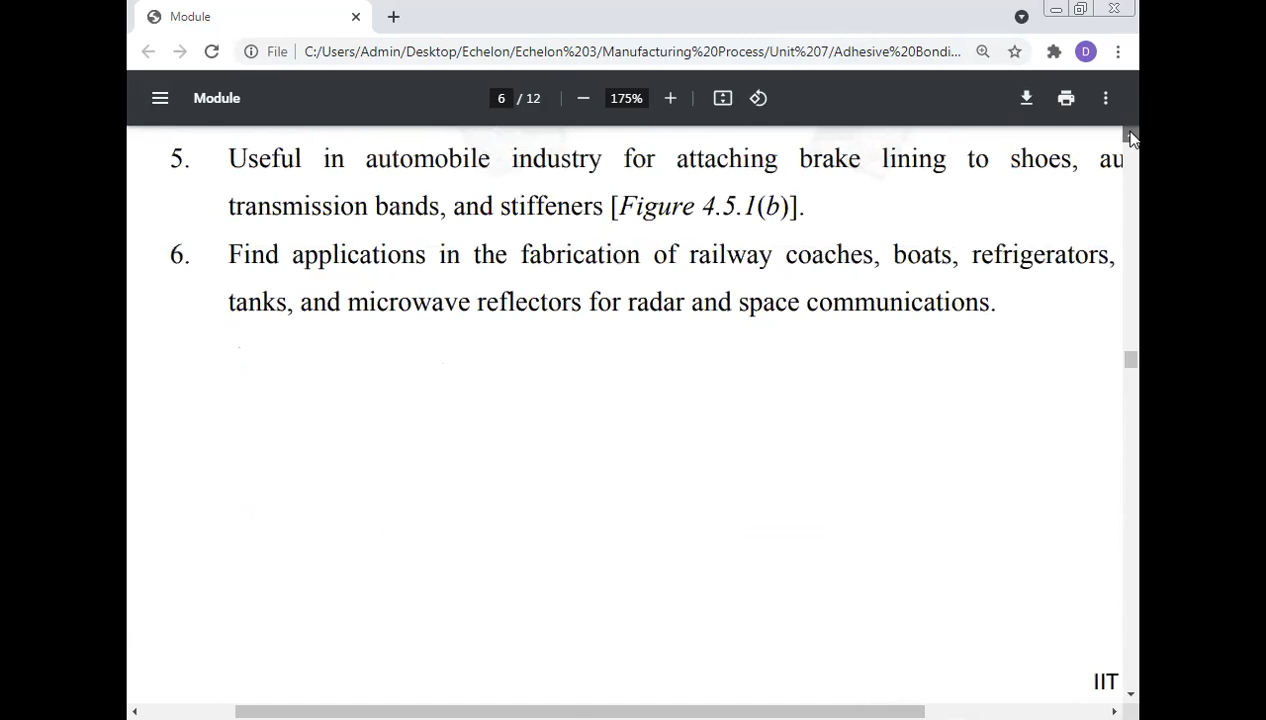 Module
File C:/Users/Admin/Desktop/Echelon/Echelon%203/Manufacturing%20Process/Unit%207/Adhesive%20Bondi...
D
Module
6 / 12
175%
5. Useful in automobile industry for attaching brake lining to shoes, au
transmission bands, and stiffeners [Figure 4.5.1(b)].
6. Find applications in the fabrication of railway coaches, boats, refrigerators,
tanks, and microwave reflectors for radar and space communications.
IIT